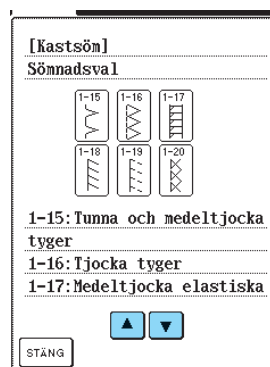 [Kastsöm]
Sömnadsval
1-15 1-16 1-17
1-18 1-19 1-20
1-15:Tunna och medeltjocka
tyger
1-16:Tjocka tyger
1-17:Medeltjocka elastiska
STÄNG